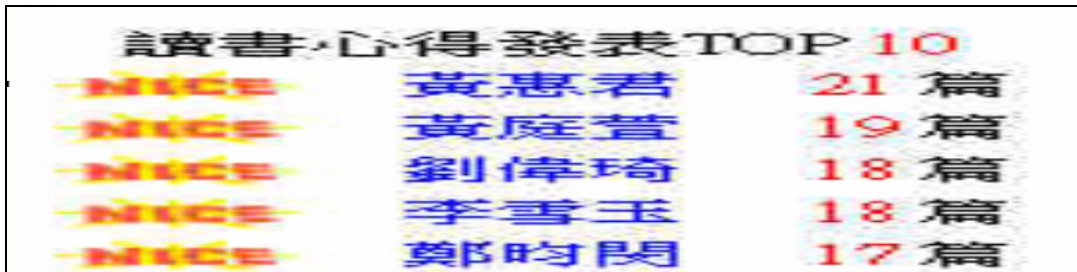 讀書心得發表TOP 10
NICE 黃惠君 21 篇
NICE 黃庭萱 19 篇
NICE 劉偉琦 18 篇
NICE 李雪玉 18 篇
NICE 鄭昀閔 17 篇